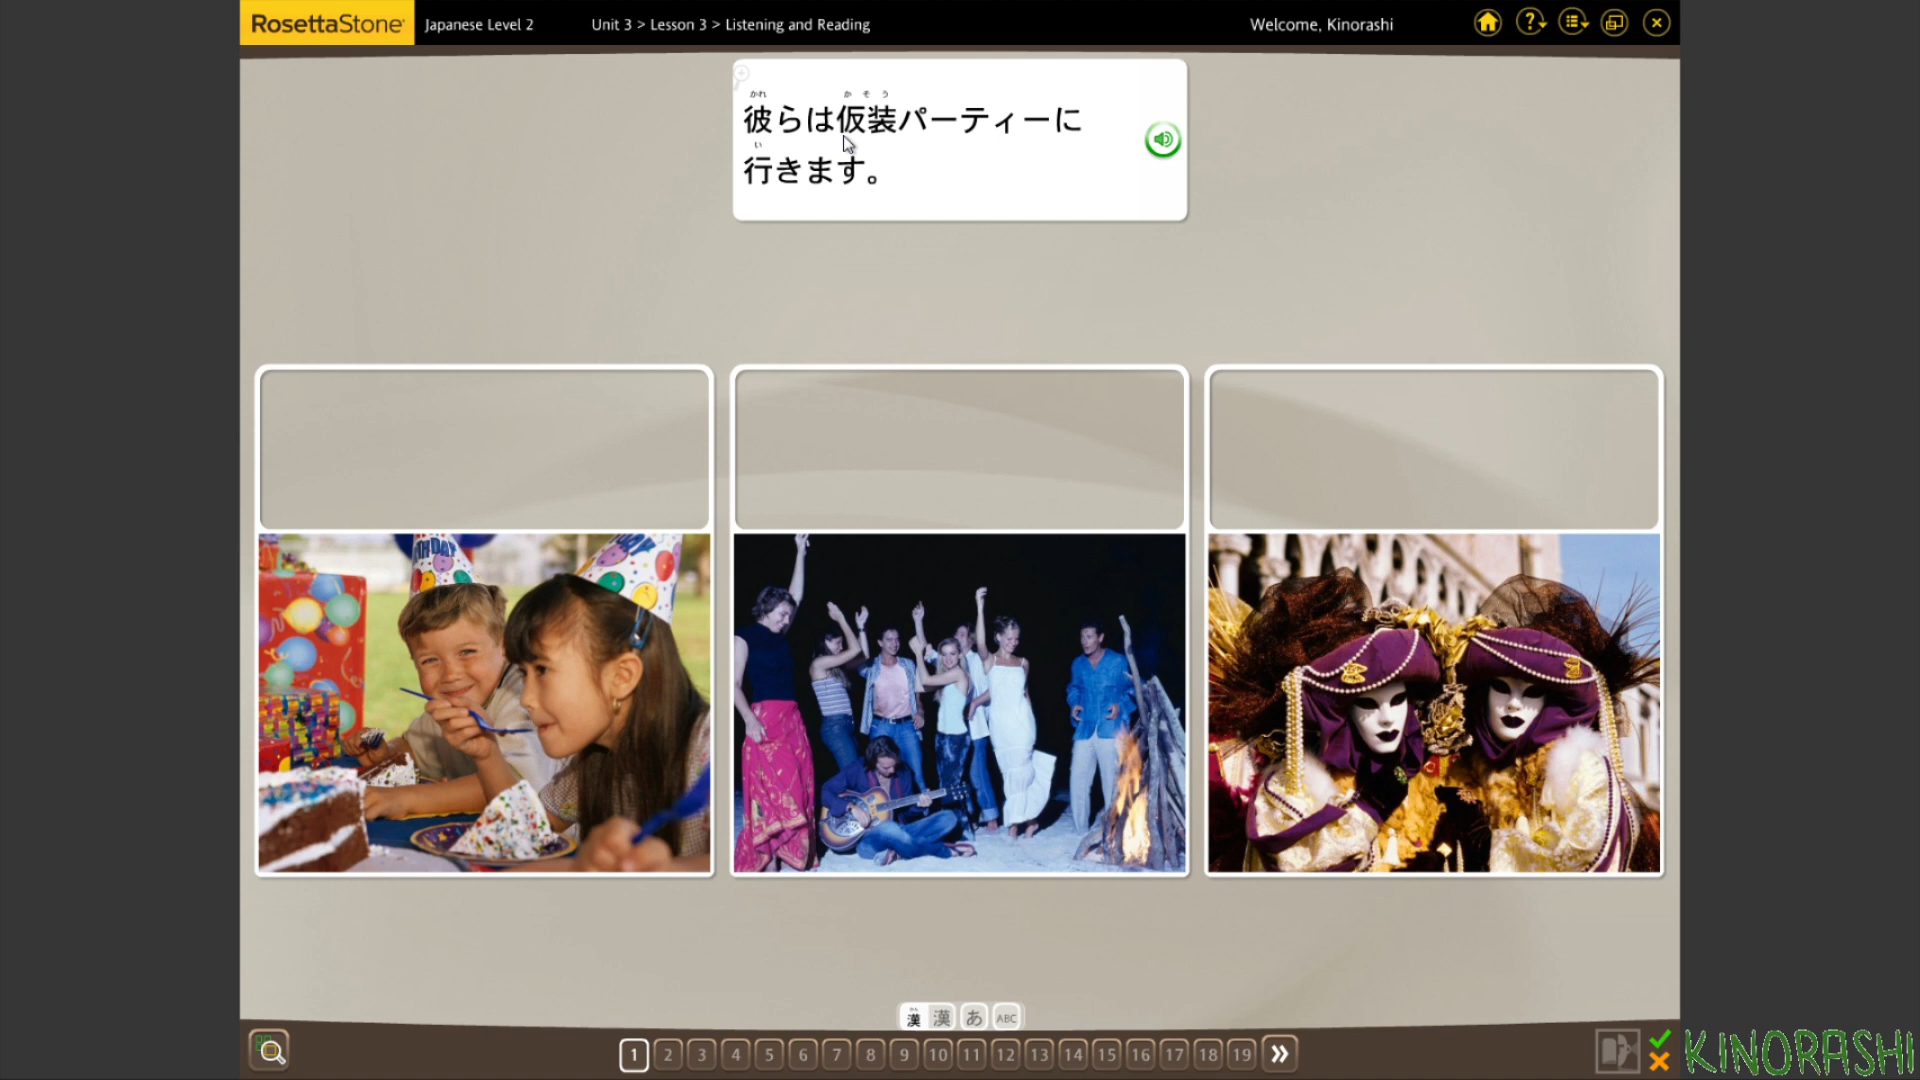 RosettaStone Japanese Level 2 Unit 3 > Lesson 3 > Listening and Reading Welcome, Kinorashi
かれ かそう
彼らは仮装パーティーに
い
行きます。
漢 漢 あ ABC
1 2 3 4 5 6 7 8 9 10 11 12 13 14 15 16 17 18 19
KINORASHI